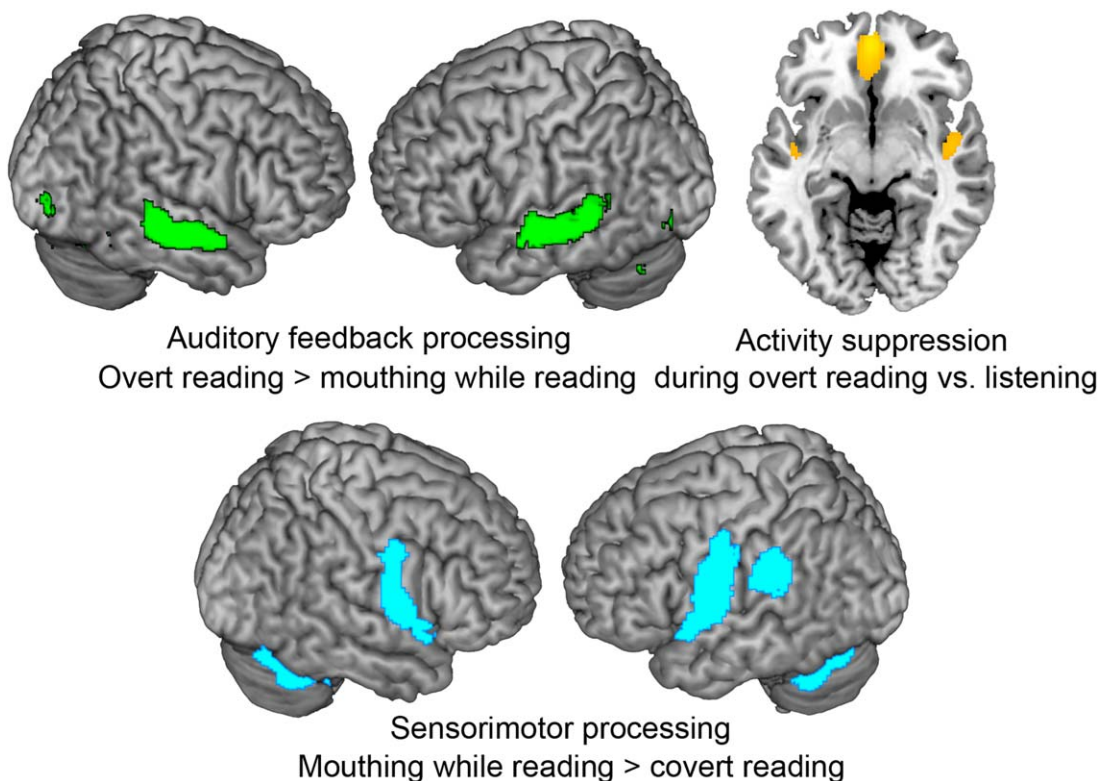 Auditory feedback processing
Overt reading > mouthing while reading
Activity suppression
during overt reading vs. listening
Sensorimotor processing
Mouthing while reading > covert reading